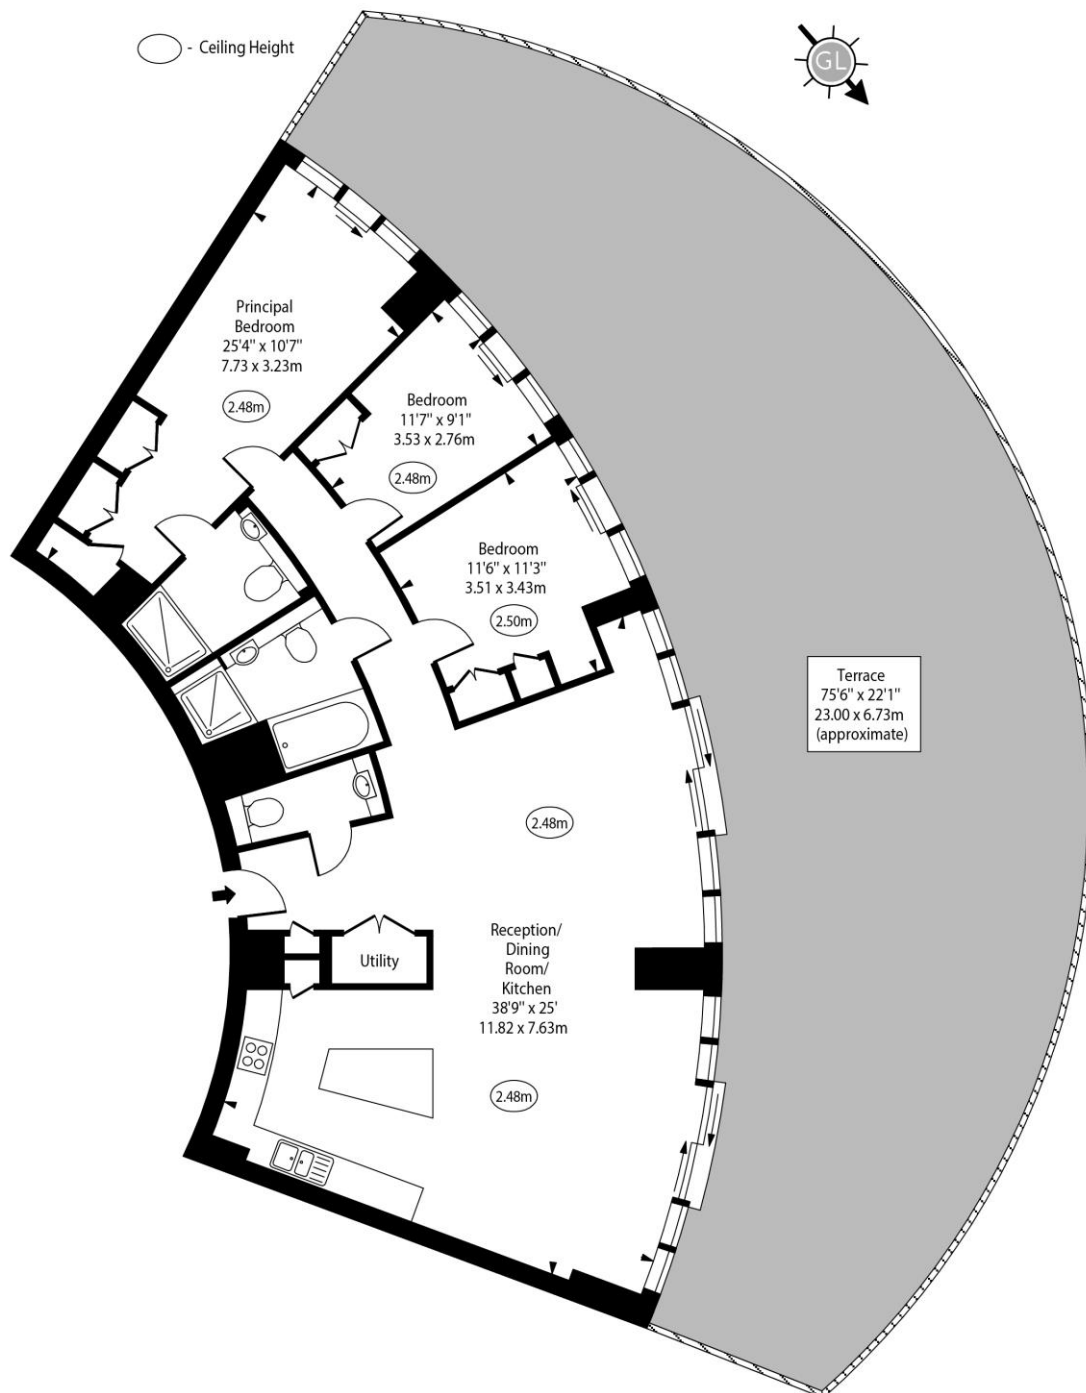 - Ceiling Height
GL
Principal
Bedroom
25'4" x 10'7"
7.73 x 3.23m
2.48m
Bedroom
11'7" x 9'1"
3.53 x 2.76m
2.48m
Bedroom
11'6" x 11'3"
3.51 x 3.43m
2.50m
Terrace
75'6" x 22'1"
23.00 x 6.73m
(approximate)
2.48m
Utility
Reception/
Dining
Room/
Kitchen
38'9" x 25'
11.82 x 7.63m
2.48m